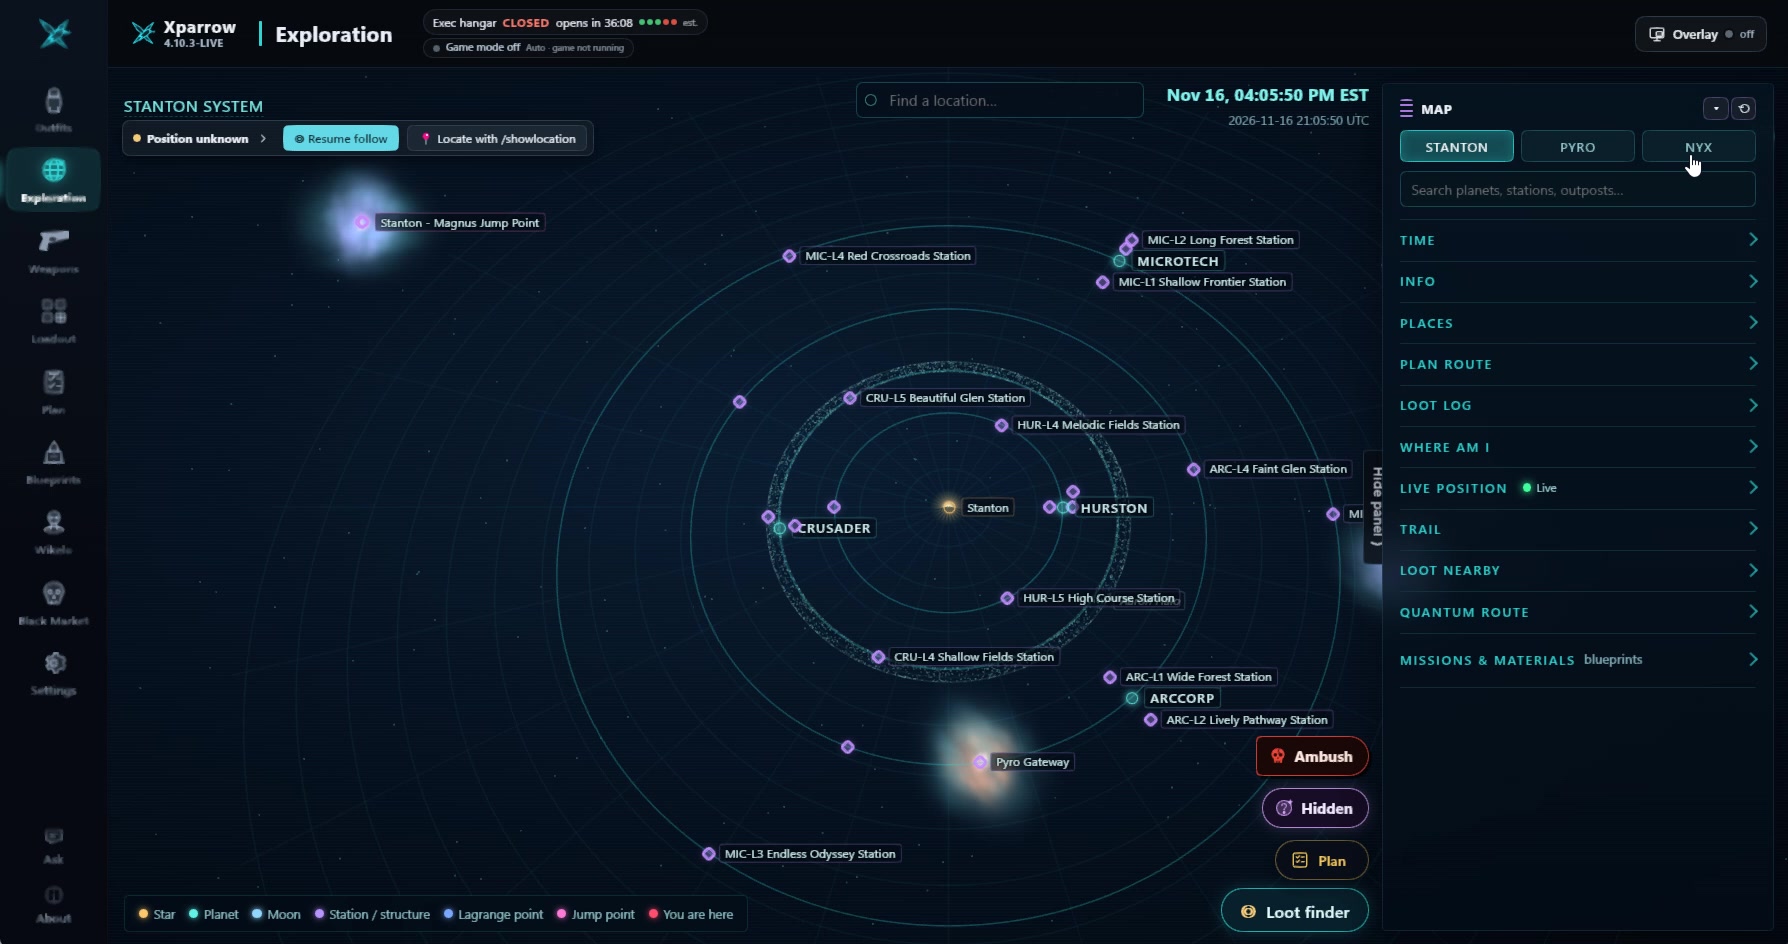 Xparrow
4.10.3-LIVE
Exploration
Exec hangar CLOSED opens in 36:08 est.
Game mode off Auto · game not running
Overlay off
Outfits
Exploration
Weapons
Loadout
Plan
Blueprints
Wikelo
Black Market
Settings
Ask
About
STANTON SYSTEM
Position unknown
Resume follow
Locate with /showlocation
Find a location...
Nov 16, 04:05:50 PM EST
2026-11-16 21:05:50 UTC
Stanton - Magnus Jump Point
MIC-L4 Red Crossroads Station
MIC-L2 Long Forest Station
MICROTECH
MIC-L1 Shallow Frontier Station
CRU-L5 Beautiful Glen Station
HUR-L4 Melodic Fields Station
ARC-L4 Faint Glen Station
Stanton
HURSTON
MI
CRUSADER
HUR-L5 High Course Station
CRU-L4 Shallow Fields Station
ARC-L1 Wide Forest Station
ARCCORP
ARC-L2 Lively Pathway Station
Pyro Gateway
MIC-L3 Endless Odyssey Station
Ambush
Hidden
Plan
Loot finder
Star
Planet
Moon
Station / structure
Lagrange point
Jump point
You are here
Hide panel
MAP
STANTON
PYRO
NYX
Search planets, stations, outposts...
TIME
INFO
PLACES
PLAN ROUTE
LOOT LOG
WHERE AM I
LIVE POSITION Live
TRAIL
LOOT NEARBY
QUANTUM ROUTE
MISSIONS & MATERIALS blueprints